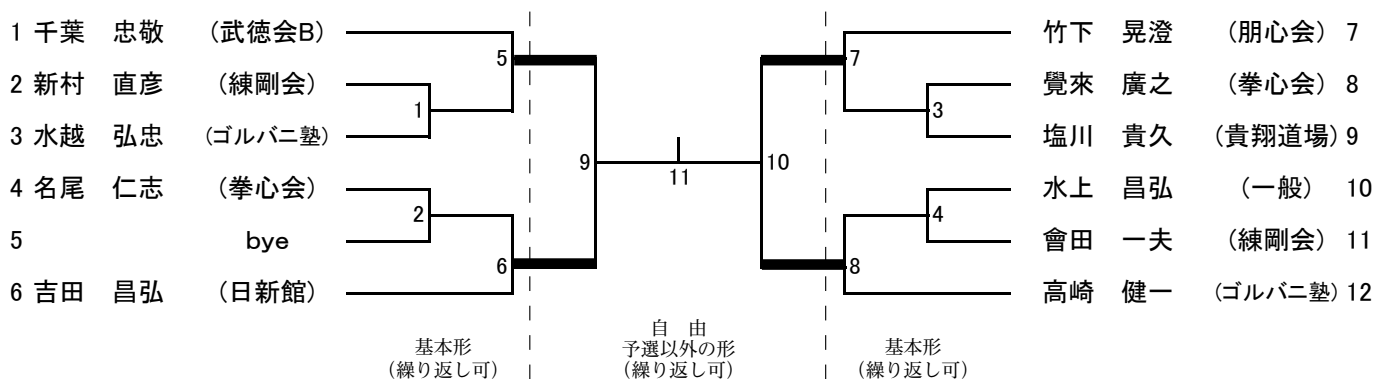 1 千葉 忠敬 (武徳会B)
2 新村 直彦 (練剛会)
3 水越 弘忠 (ゴルバニ塾)
4 名尾 仁志 (拳心会)
5 bye
6 吉田 昌弘 (日新館)
1
2
5
6
9
11
10
7
8
3
4
竹下 晃澄 (朋心会) 7
覺來 廣之 (拳心会) 8
塩川 貴久 (貴翔道場) 9
水上 昌弘 (一般) 10
會田 一夫 (練剛会) 11
高崎 健一 (ゴルバニ塾) 12
基本形
(繰り返し可)
自 由
予選以外の形
(繰り返し可)
基本形
(繰り返し可)